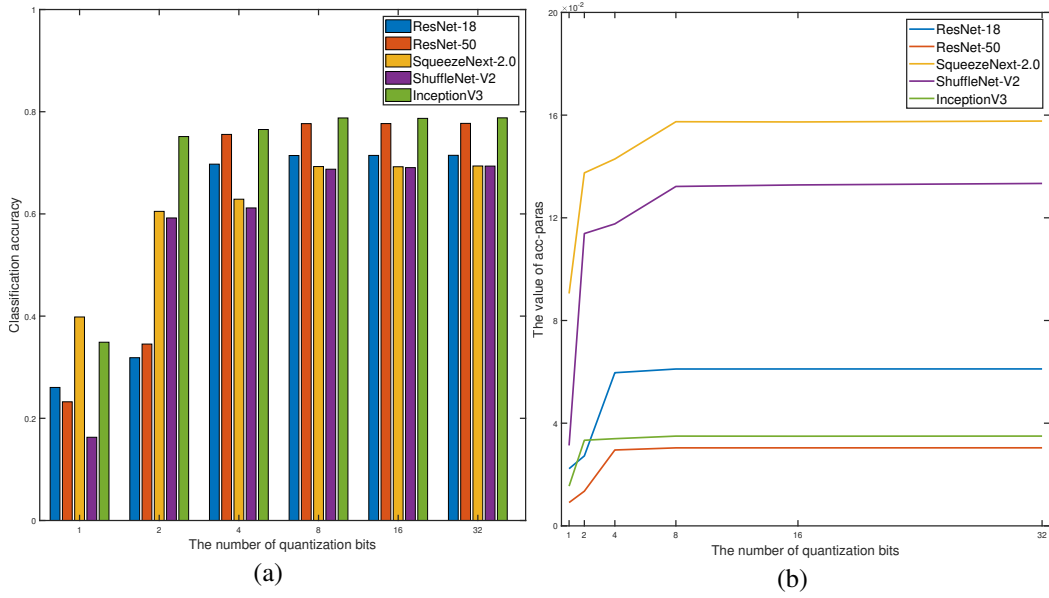 1
0.8
0.6
0.4
0.2
0
Classification accuracy
ResNet-18
ResNet-50
SqueezeNext-2.0
ShuffleNet-V2
InceptionV3
1 2 4 8 16 32
The number of quantization bits
(a)
×10⁻²
20
16
12
8
4
0
The value of acc-paras
ResNet-18
ResNet-50
SqueezeNext-2.0
ShuffleNet-V2
InceptionV3
1 2 4 8 16 32
The number of quantization bits
(b)